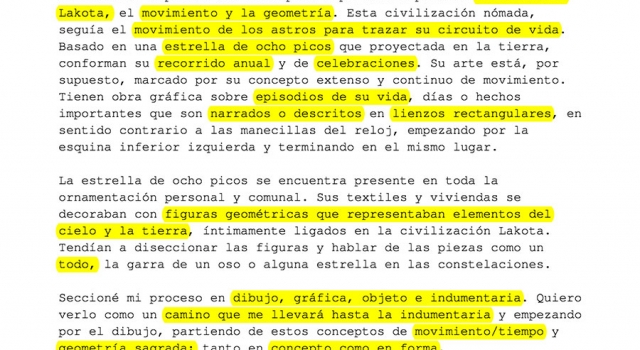 Lakota, el movimiento y la geometría. Esta civilización nómada,
seguía el movimiento de los astros para trazar su circuito de vida.
Basado en una estrella de ocho picos que proyectada en la tierra,
conforman su recorrido anual y de celebraciones. Su arte está, por
supuesto, marcado por su concepto extenso y continuo de movimiento.
Tienen obra gráfica sobre episodios de su vida, días o hechos
importantes que son narrados o descritos en lienzos rectangulares, en
sentido contrario a las manecillas del reloj, empezando por la
esquina inferior izquierda y terminando en el mismo lugar.
La estrella de ocho picos se encuentra presente en toda la
ornamentación personal y comunal. Sus textiles y viviendas se
decoraban con figuras geométricas que representaban elementos del
cielo y la tierra, íntimamente ligados en la civilización Lakota.
Tendían a diseccionar las figuras y hablar de las piezas como un
todo, la garra de un oso o alguna estrella en las constelaciones.
Seccioné mi proceso en dibujo, gráfica, objeto e indumentaria. Quiero
verlo como un camino que me llevará hasta la indumentaria y empezando
por el dibujo, partiendo de estos conceptos de movimiento/tiempo y
geometría sagrada; tanto en concepto como en forma.